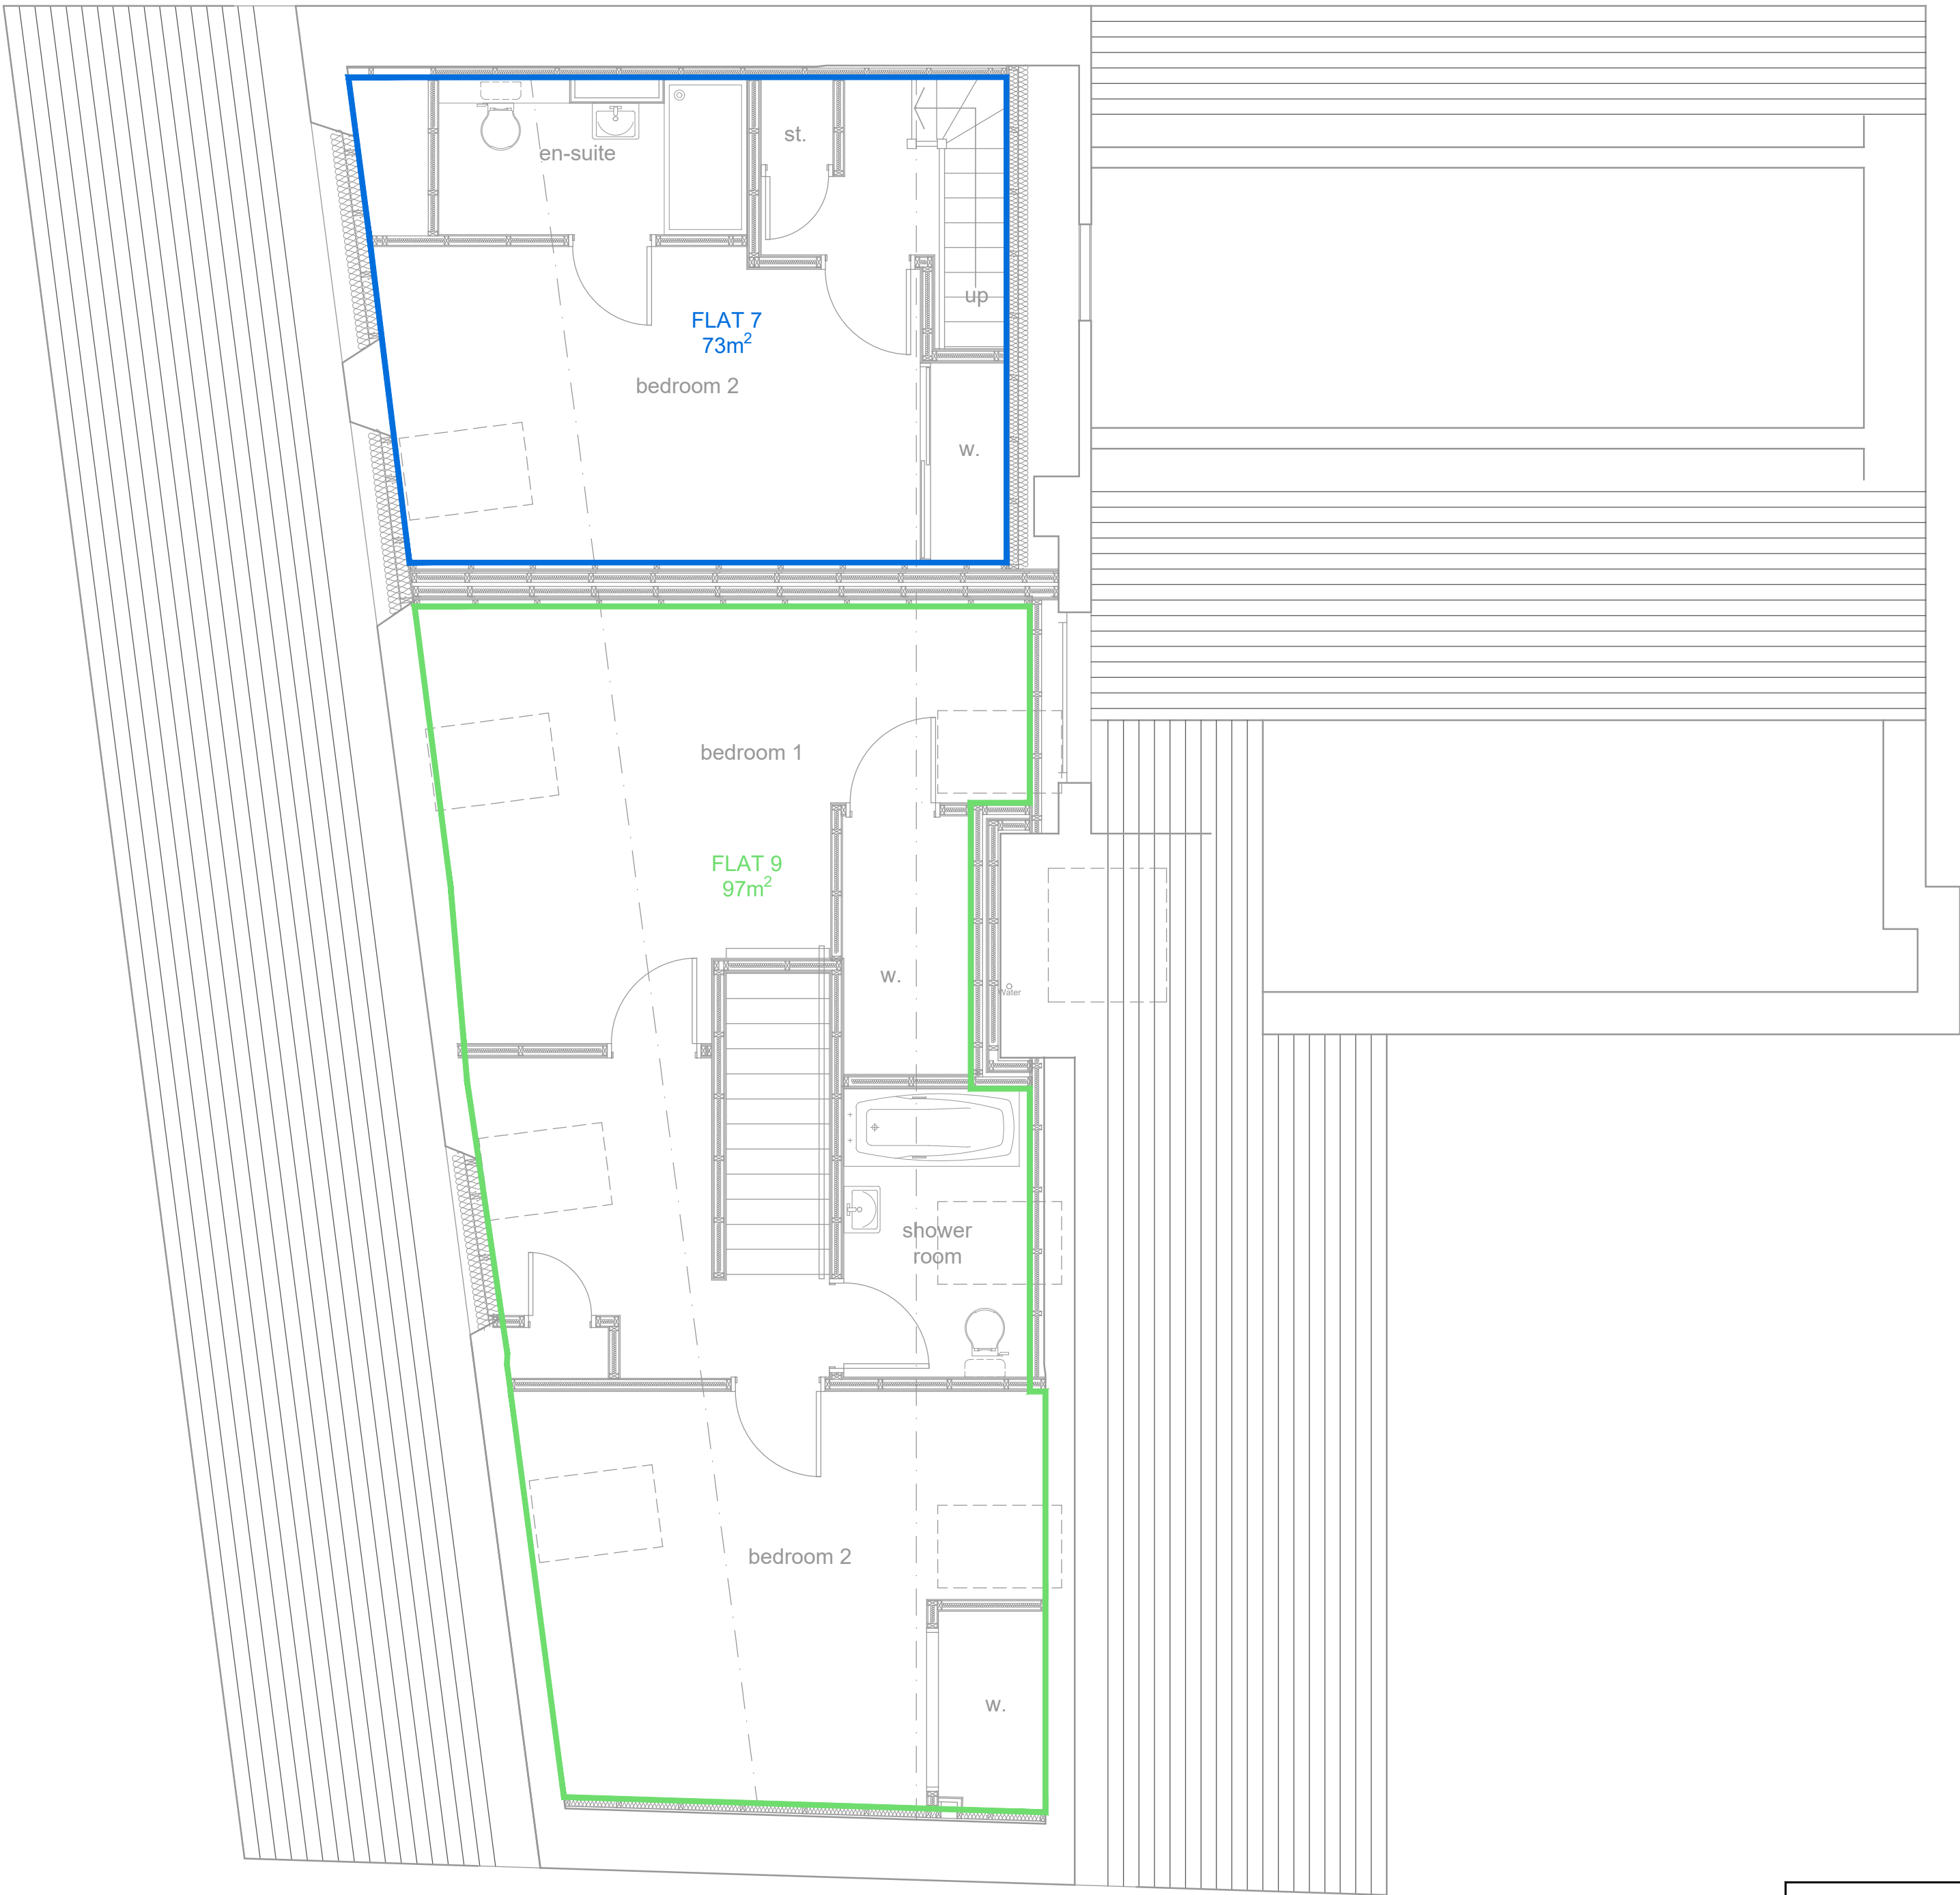 en-suite
st.
up
FLAT 7
73m²
bedroom 2
w.
bedroom 1
FLAT 9
97m²
w.
Water
shower
room
bedroom 2
w.